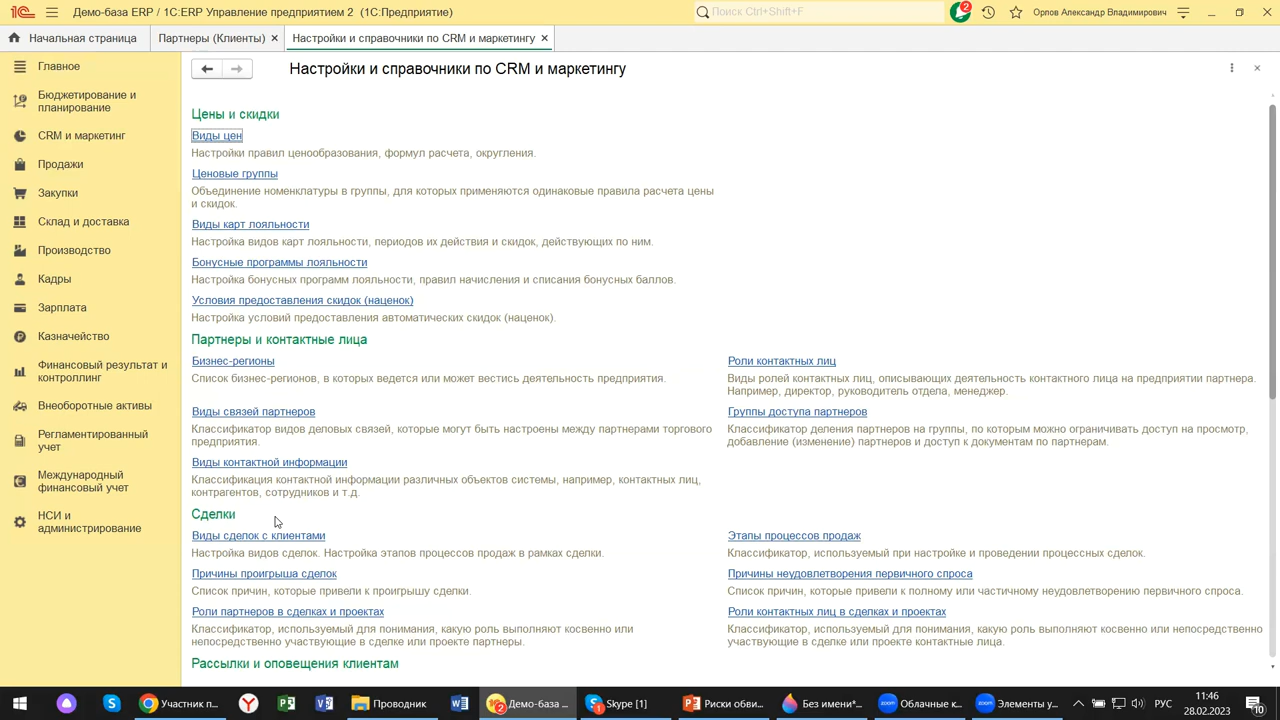 Демо-база ERP / 1С:ERP Управление предприятием 2 (1С:Предприятие)
Поиск Ctrl+Shift+F
2
Орлов Александр Владимирович
Начальная страница
Партнеры (Клиенты)
Настройки и справочники по CRM и маркетингу
Главное
Бюджетирование и
планирование
CRM и маркетинг
Продажи
Закупки
Склад и доставка
Производство
Кадры
Зарплата
Казначейство
Финансовый результат и
контроллинг
Внеоборотные активы
Регламентированный
учет
Международный
финансовый учет
НСИ и
администрирование
Настройки и справочники по CRM и маркетингу
Цены и скидки
Виды цен
Настройки правил ценообразования, формул расчета, округления.
Ценовые группы
Объединение номенклатуры в группы, для которых применяются одинаковые правила расчета цены
и скидок.
Виды карт лояльности
Настройка видов карт лояльности, периодов их действия и скидок, действующих по ним.
Бонусные программы лояльности
Настройка бонусных программ лояльности, правил начисления и списания бонусных баллов.
Условия предоставления скидок (наценок)
Настройка условий предоставления автоматических скидок (наценок).
Партнеры и контактные лица
Бизнес-регионы
Список бизнес-регионов, в которых ведется или может вестись деятельность предприятия.
Роли контактных лиц
Виды ролей контактных лиц, описывающих деятельность контактного лица на предприятии партнера.
Например, директор, руководитель отдела, менеджер.
Виды связей партнеров
Классификатор видов деловых связей, которые могут быть настроены между партнерами торгового
предприятия.
Группы доступа партнеров
Классификатор деления партнеров на группы, по которым можно ограничивать доступ на просмотр,
добавление (изменение) партнеров и доступ к документам по партнерам.
Виды контактной информации
Классификация контактной информации различных объектов системы, например, контактных лиц,
контрагентов, сотрудников и т.д.
Сделки
Виды сделок с клиентами
Настройка видов сделок. Настройка этапов процессов продаж в рамках сделки.
Этапы процессов продаж
Классификатор, используемый при настройке и проведении процессных сделок.
Причины проигрыша сделок
Список причин, которые привели к проигрышу сделки.
Причины неудовлетворения первичного спроса
Список причин, которые привели к полному или частичному неудовлетворению первичного спроса.
Роли партнеров в сделках и проектах
Классификатор, используемый для понимания, какую роль выполняют косвенно или
непосредственно участвующие в сделке или проекте партнеры.
Роли контактных лиц в сделках и проектах
Классификатор, используемый для понимания, какую роль выполняют косвенно или непосредственно
участвующие в сделке или проекте контактные лица.
Рассылки и оповещения клиентам
Участник п...
Проводник
Демо-база ...
Skype [1]
Риски обви...
Без имени*...
Облачные к...
Элементы у...
РУС
11:46
28.02.2023